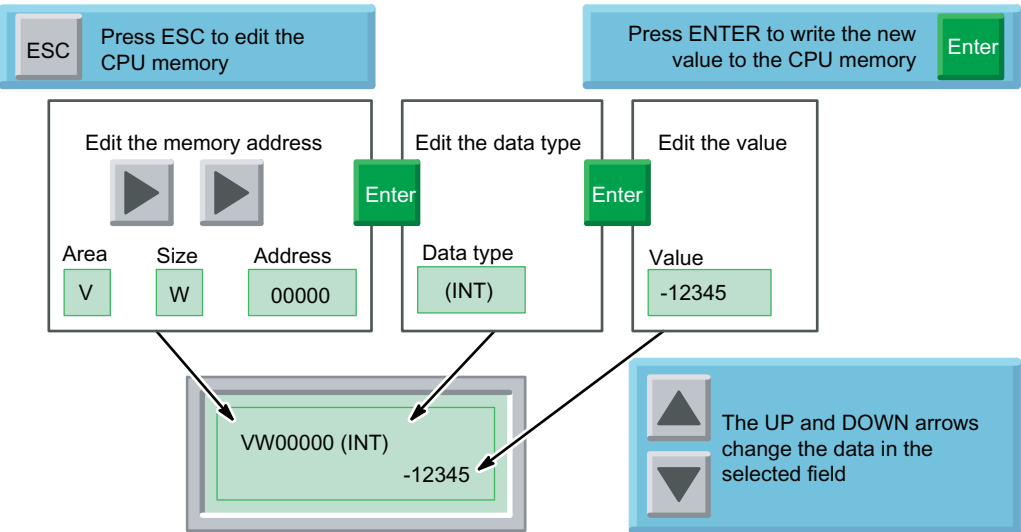 ESC
Press ESC to edit the
CPU memory
Press ENTER to write the new
value to the CPU memory
Enter
Edit the memory address
Enter
Edit the data type
Enter
Edit the value
Area
Size
Address
V
W
00000
Data type
(INT)
Value
-12345
VW00000 (INT)
-12345
The UP and DOWN arrows
change the data in the
selected field